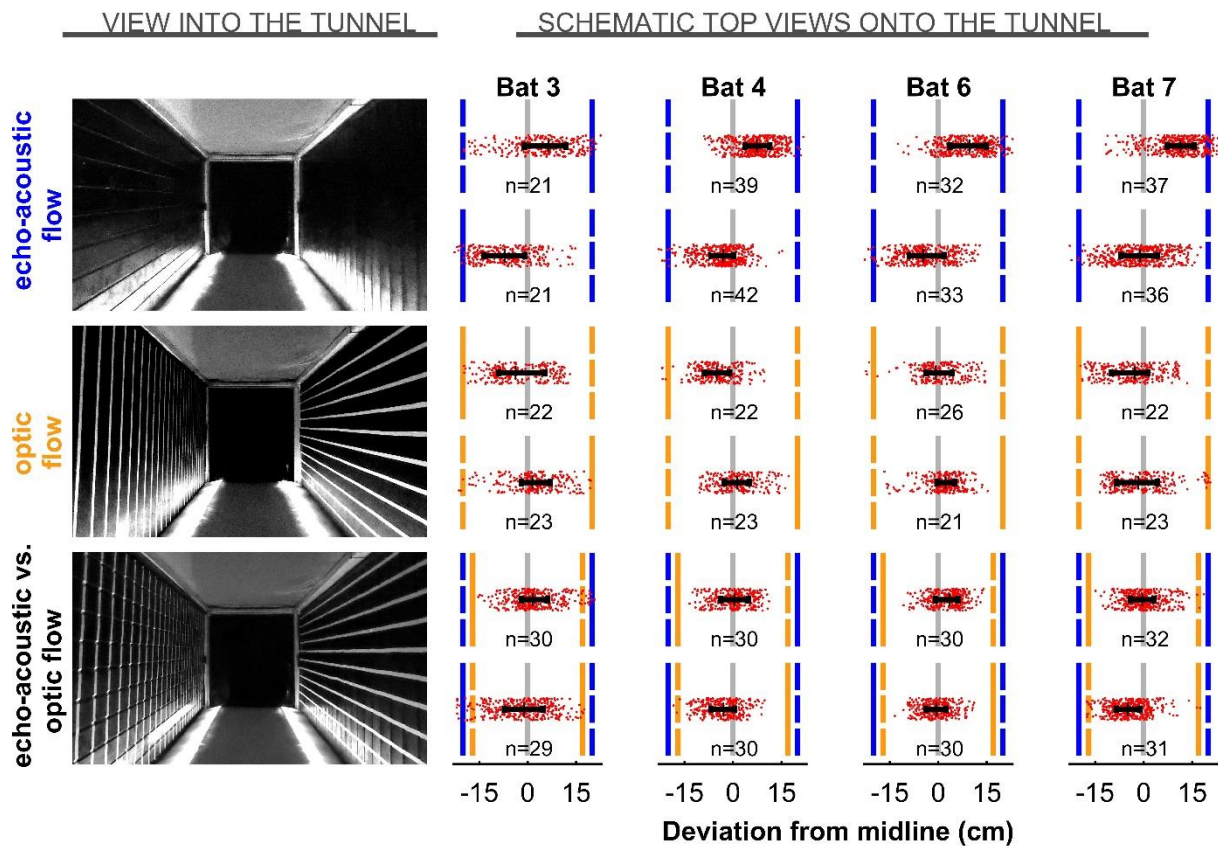 VIEW INTO THE TUNNEL
SCHEMATIC TOP VIEWS ONTO THE TUNNEL
Bat 3 Bat 4 Bat 6 Bat 7
echo-acoustic
flow
n=21 n=39 n=32 n=37
n=21 n=42 n=33 n=36
optic
flow
n=22 n=22 n=26 n=22
n=23 n=23 n=21 n=23
echo-acoustic vs.
optic flow
n=30 n=30 n=30 n=32
n=29 n=30 n=30 n=31
-15 0 15 -15 0 15 -15 0 15 -15 0 15
Deviation from midline (cm)